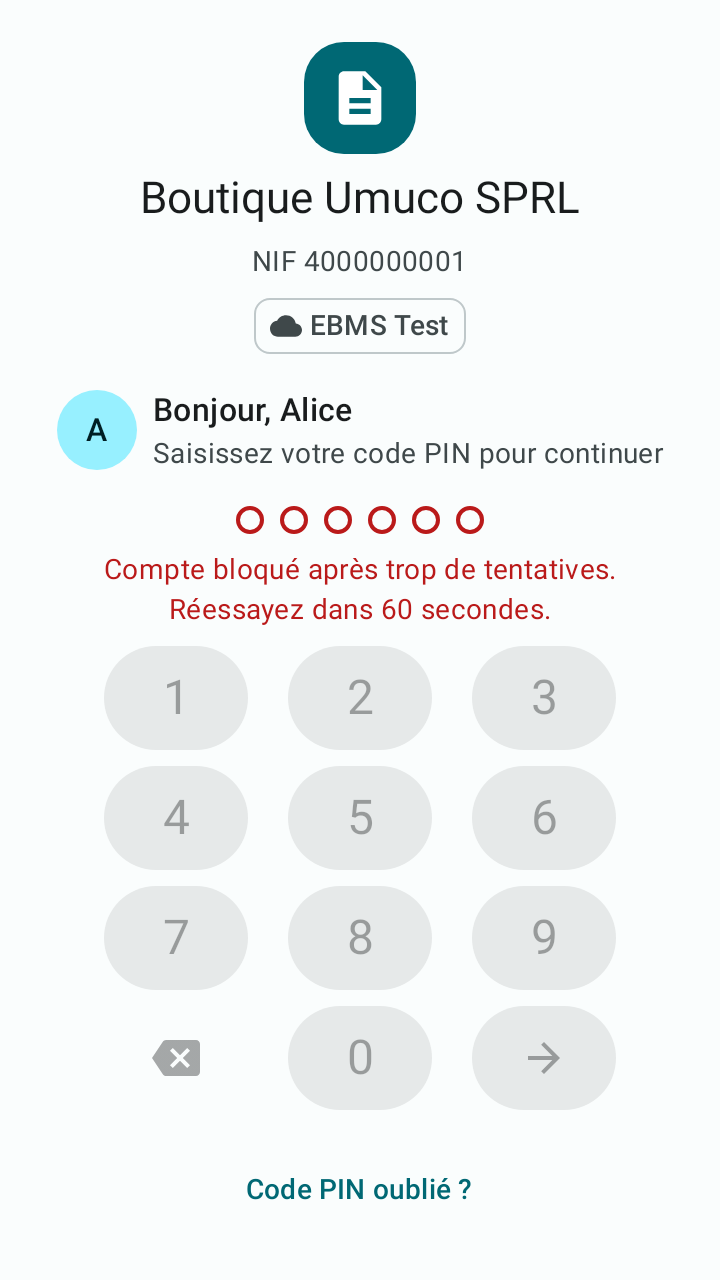 Boutique Umuco SPRL
NIF 4000000001
EBMS Test
A
Bonjour, Alice
Saisissez votre code PIN pour continuer
Compte bloqué après trop de tentatives.
Réessayez dans 60 secondes.
1 2 3
4 5 6
7 8 9
0
Code PIN oublié ?